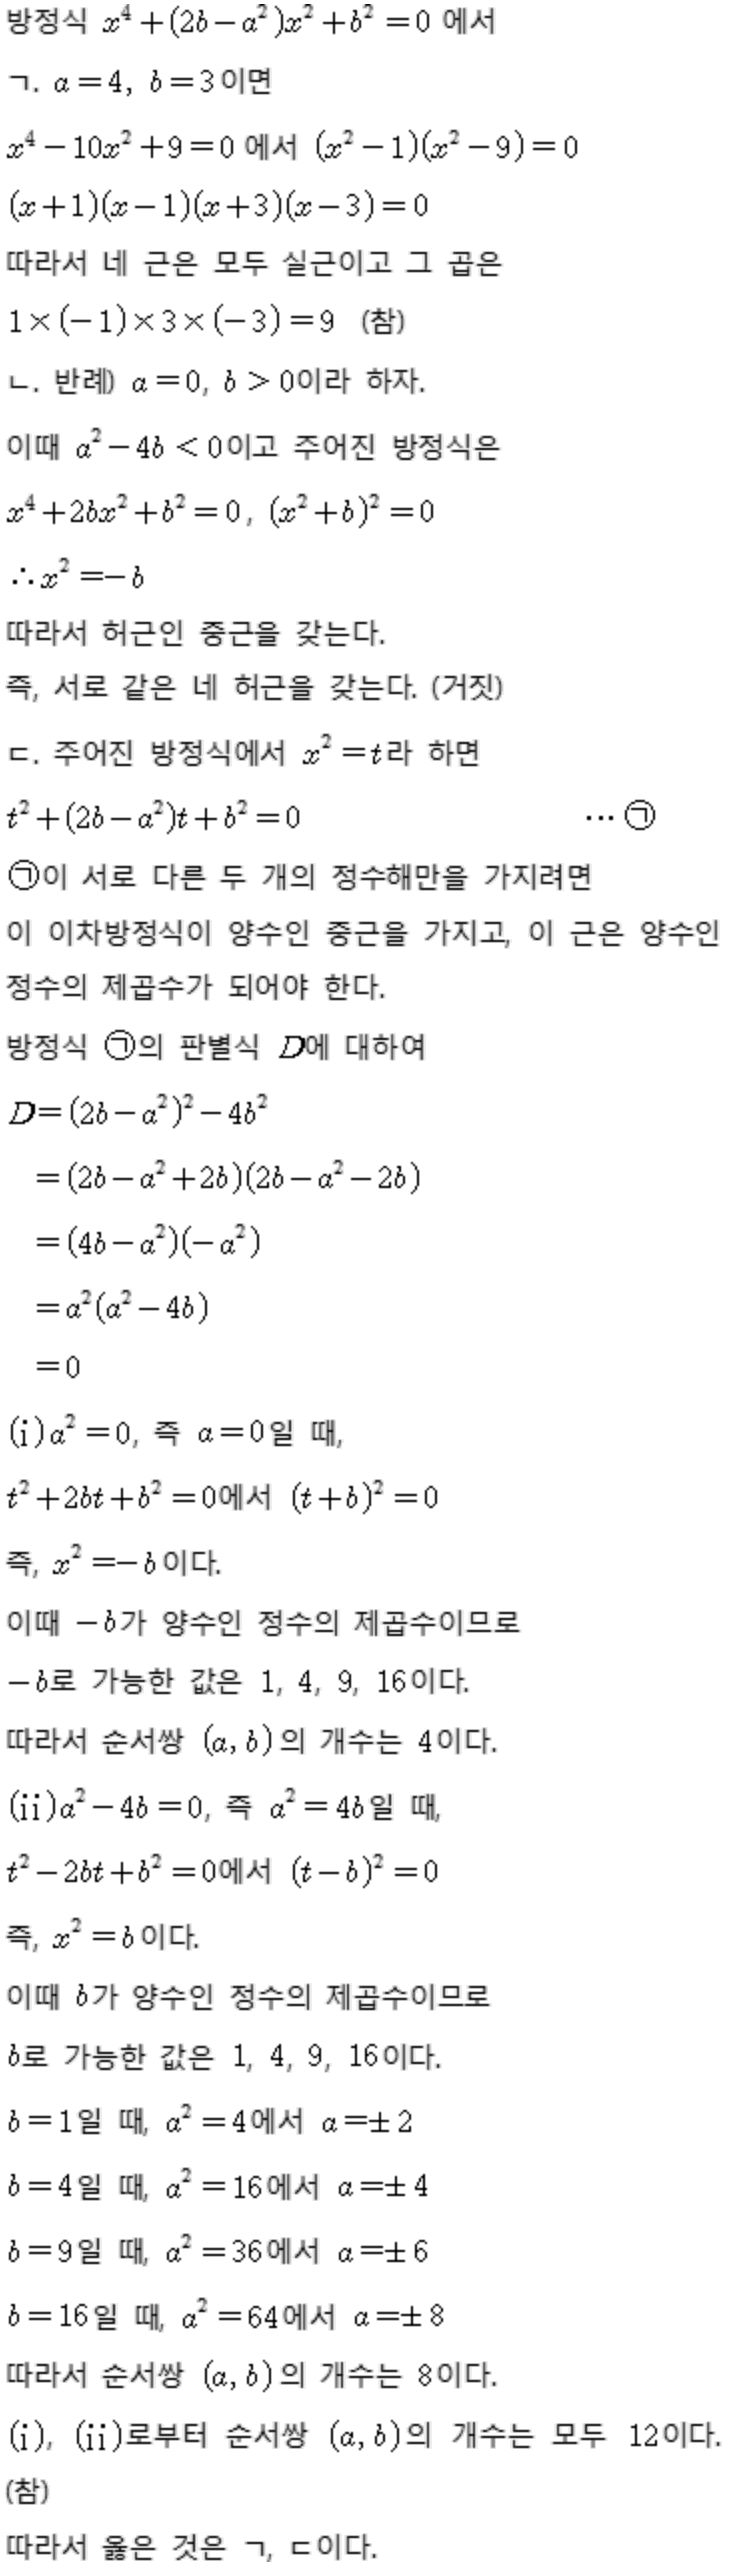 방정식 x⁴+(2b−a²)x²+b²=0 에서
ㄱ. a=4, b=3이면
x⁴−10x²+9=0 에서 (x²−1)(x²−9)=0
(x+1)(x−1)(x+3)(x−3)=0
따라서 네 근은 모두 실근이고 그 곱은
1×(−1)×3×(−3)=9 (참)
ㄴ. 반례) a=0, b>0이라 하자.
이때 a²−4b<0이고 주어진 방정식은
x⁴+2bx²+b²=0, (x²+b)²=0
∴x²=−b
따라서 허근인 중근을 갖는다.
즉, 서로 같은 네 허근을 갖는다. (거짓)
ㄷ. 주어진 방정식에서 x²=t라 하면
t²+(2b−a²)t+b²=0 ⋯ ㉠
㉠이 서로 다른 두 개의 정수해만을 가지려면
이 이차방정식이 양수인 중근을 가지고, 이 근은 양수인
정수의 제곱수가 되어야 한다.
방정식 ㉠의 판별식 D에 대하여
D=(2b−a²)²−4b²
=(2b−a²+2b)(2b−a²−2b)
=(4b−a²)(−a²)
=a²(a²−4b)
=0
(i)a²=0, 즉 a=0일 때,
t²+2bt+b²=0에서 (t+b)²=0
즉, x²=−b이다.
이때 −b가 양수인 정수의 제곱수이므로
−b로 가능한 값은 1, 4, 9, 16이다.
따라서 순서쌍 (a, b)의 개수는 4이다.
(ii)a²−4b=0, 즉 a²=4b일 때,
t²−2bt+b²=0에서 (t−b)²=0
즉, x²=b이다.
이때 b가 양수인 정수의 제곱수이므로
b로 가능한 값은 1, 4, 9, 16이다.
b=1일 때, a²=4에서 a=±2
b=4일 때, a²=16에서 a=±4
b=9일 때, a²=36에서 a=±6
b=16일 때, a²=64에서 a=±8
따라서 순서쌍 (a, b)의 개수는 8이다.
(i), (ii)로부터 순서쌍 (a, b)의 개수는 모두 12이다.
(참)
따라서 옳은 것은 ㄱ, ㄷ이다.